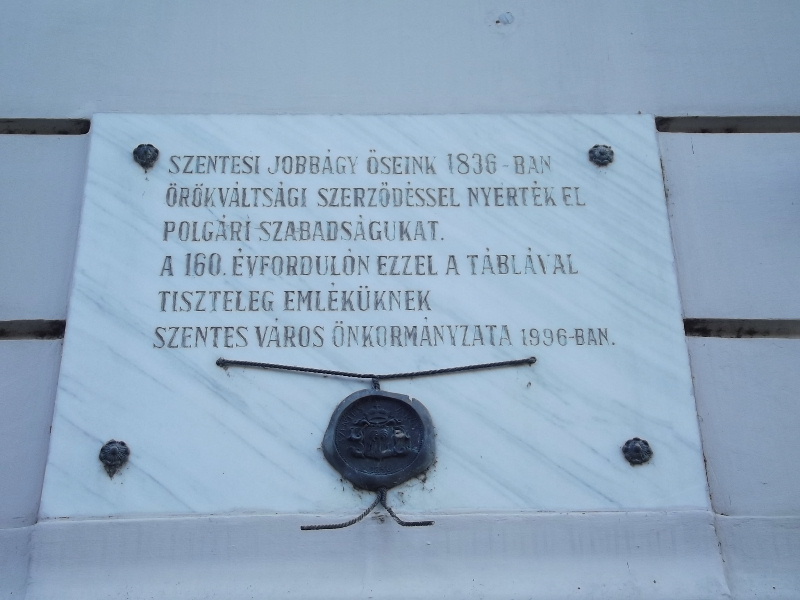 SZENTESI JOBBÁGY ŐSEINK 1836-BAN
ÖRÖKVÁLTSÁGI SZERZŐDÉSSEL NYERTÉK EL
POLGÁRI SZABADSÁGUKAT.
A 160. ÉVFORDULÓN EZZEL A TÁBLÁVAL
TISZTELEG EMLÉKÜKNEK
SZENTES VÁROS ÖNKORMÁNYZATA 1996-BAN.